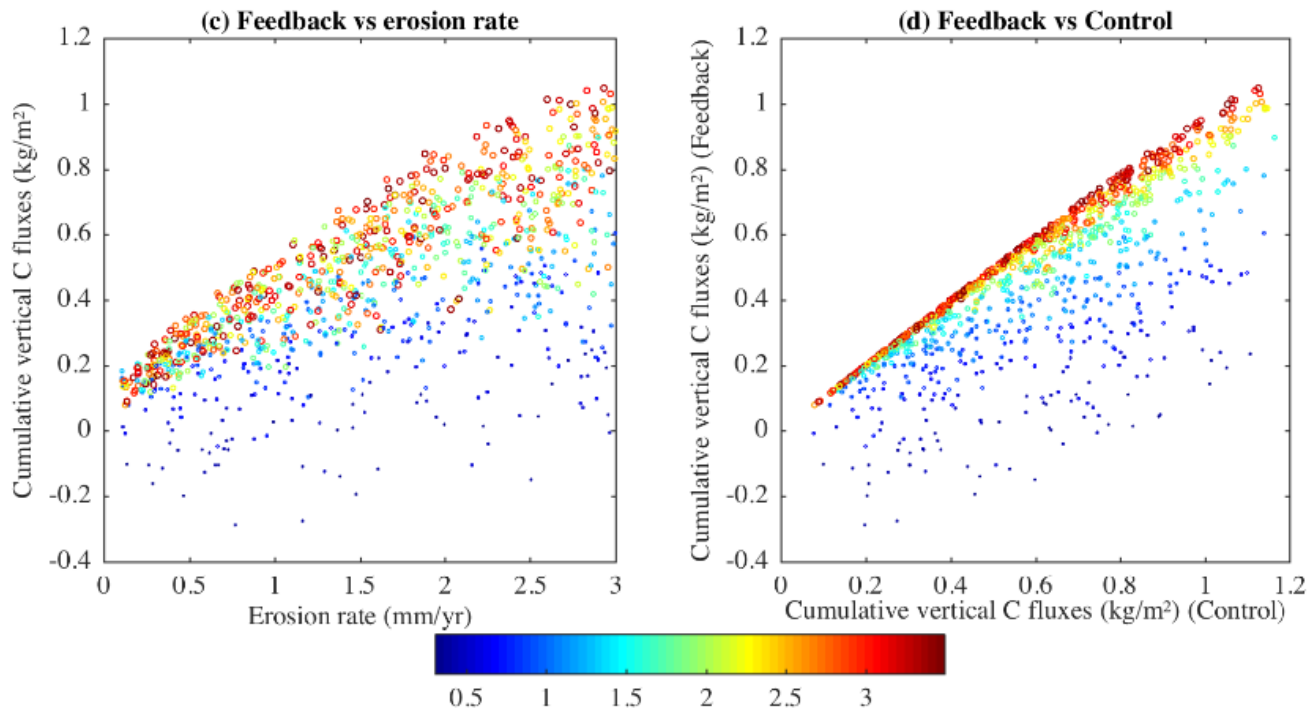 (c) Feedback vs erosion rate
Cumulative vertical C fluxes (kg/m²)
1.2
1
0.8
0.6
0.4
0.2
0
-0.2
-0.4
0 0.5 1 1.5 2 2.5 3
Erosion rate (mm/yr)
(d) Feedback vs Control
Cumulative vertical C fluxes (kg/m²) (Feedback)
1.2
1
0.8
0.6
0.4
0.2
0
-0.2
-0.4
0 0.2 0.4 0.6 0.8 1 1.2
Cumulative vertical C fluxes (kg/m²) (Control)
0.5 1 1.5 2 2.5 3